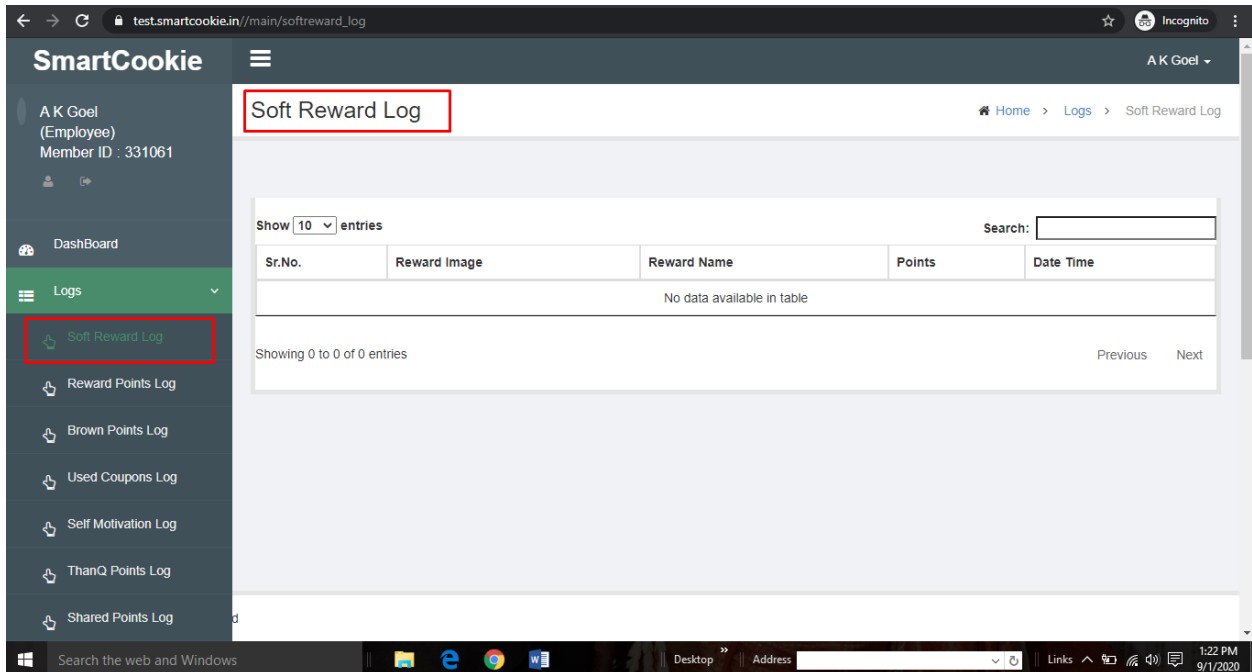 test.smartcookie.in//main/softreward_log
Incognito
SmartCookie
A K Goel
A K Goel
(Employee)
Member ID : 331061
Soft Reward Log
Home > Logs > Soft Reward Log
DashBoard
Logs
Soft Reward Log
Reward Points Log
Brown Points Log
Used Coupons Log
Self Motivation Log
ThanQ Points Log
Shared Points Log
Show 10 entries
Search:
Sr.No. Reward Image Reward Name Points Date Time
No data available in table
Showing 0 to 0 of 0 entries
Previous Next
d
Search the web and Windows
Desktop » Address Links 1:22 PM
9/1/2020